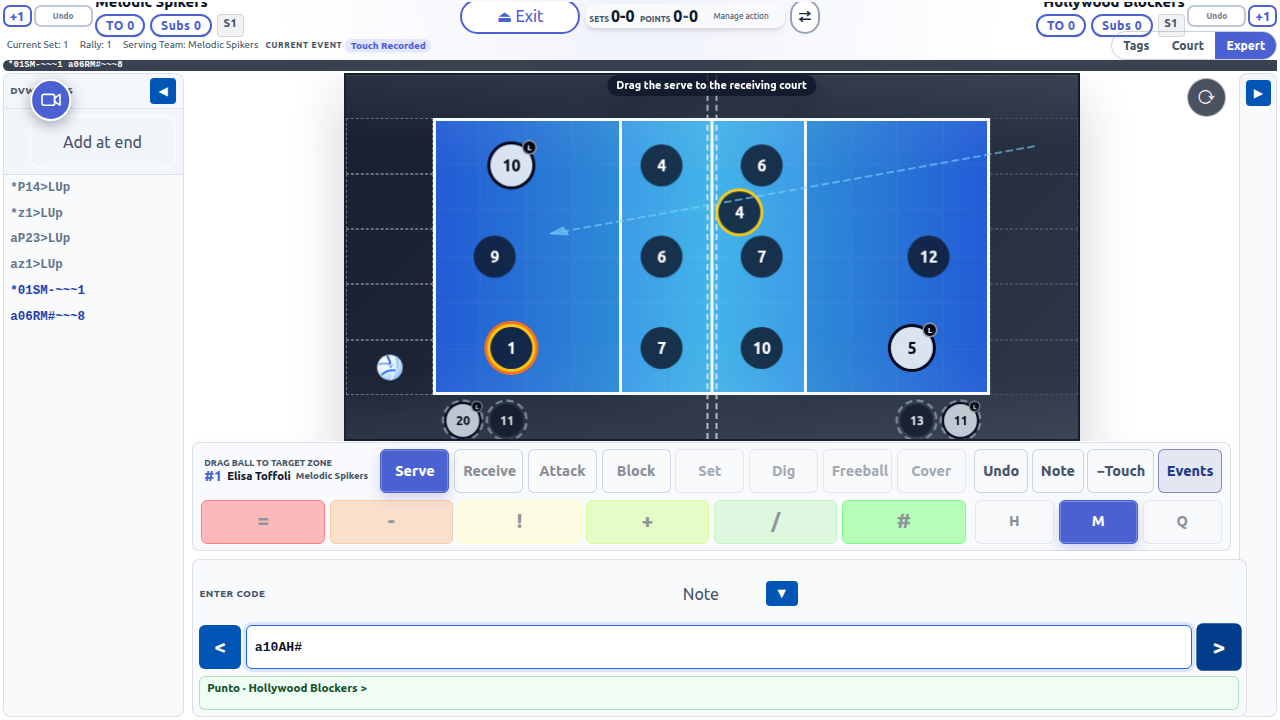 +1
Undo
Melodic Spikers
TO 0
Subs 0
S1
Exit
SETS 0-0 POINTS 0-0 Manage action
Hollywood Blockers
TO 0
Subs 0
S1
Undo
+1
Current Set: 1 Rally: 1 Serving Team: Melodic Spikers CURRENT EVENT Touch Recorded
Tags
Court
Expert
*01SM-~~~1 a06RM#~~~8
Add at end
*P14>LUp
*z1>LUp
aP23>LUp
az1>LUp
*01SM-~~~1
a06RM#~~~8
Drag the serve to the receiving court
10 L
4
6
4
9
6
7
12
1
7
10
5 L
20 L
11
13
11 L
DRAG BALL TO TARGET ZONE
#1 Elisa Toffoli Melodic Spikers
Serve
Receive
Attack
Block
Set
Dig
Freeball
Cover
Undo
Note
–Touch
Events
=
-
!
+
/
#
H
M
Q
ENTER CODE
Note
<
a10AH#
>
Punto · Hollywood Blockers >